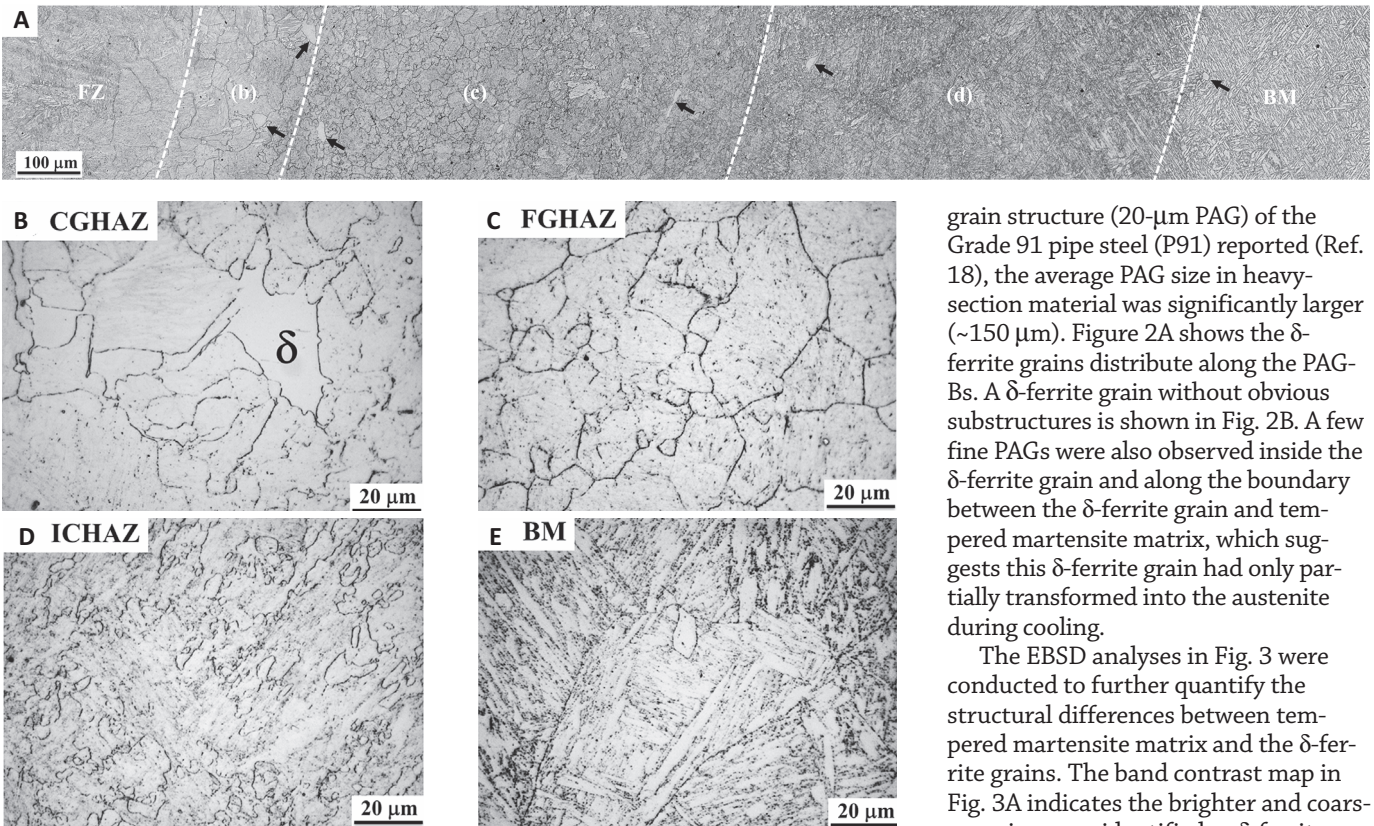 A
FZ
(b)
(c)
(d)
BM
100 μm
B CGHAZ
δ
20 μm
C FGHAZ
20 μm
D ICHAZ
20 μm
E BM
20 μm
grain structure (20-μm PAG) of the
Grade 91 pipe steel (P91) reported (Ref.
18), the average PAG size in heavy-
section material was significantly larger
(~150 μm). Figure 2A shows the δ-
ferrite grains distribute along the PAG-
Bs. A δ-ferrite grain without obvious
substructures is shown in Fig. 2B. A few
fine PAGs were also observed inside the
δ-ferrite grain and along the boundary
between the δ-ferrite grain and tem-
pered martensite matrix, which sug-
gests this δ-ferrite grain had only par-
tially transformed into the austenite
during cooling.
The EBSD analyses in Fig. 3 were
conducted to further quantify the
structural differences between tem-
pered martensite matrix and the δ-fer-
rite grains. The band contrast map in
Fig. 3A indicates the brighter and coars-